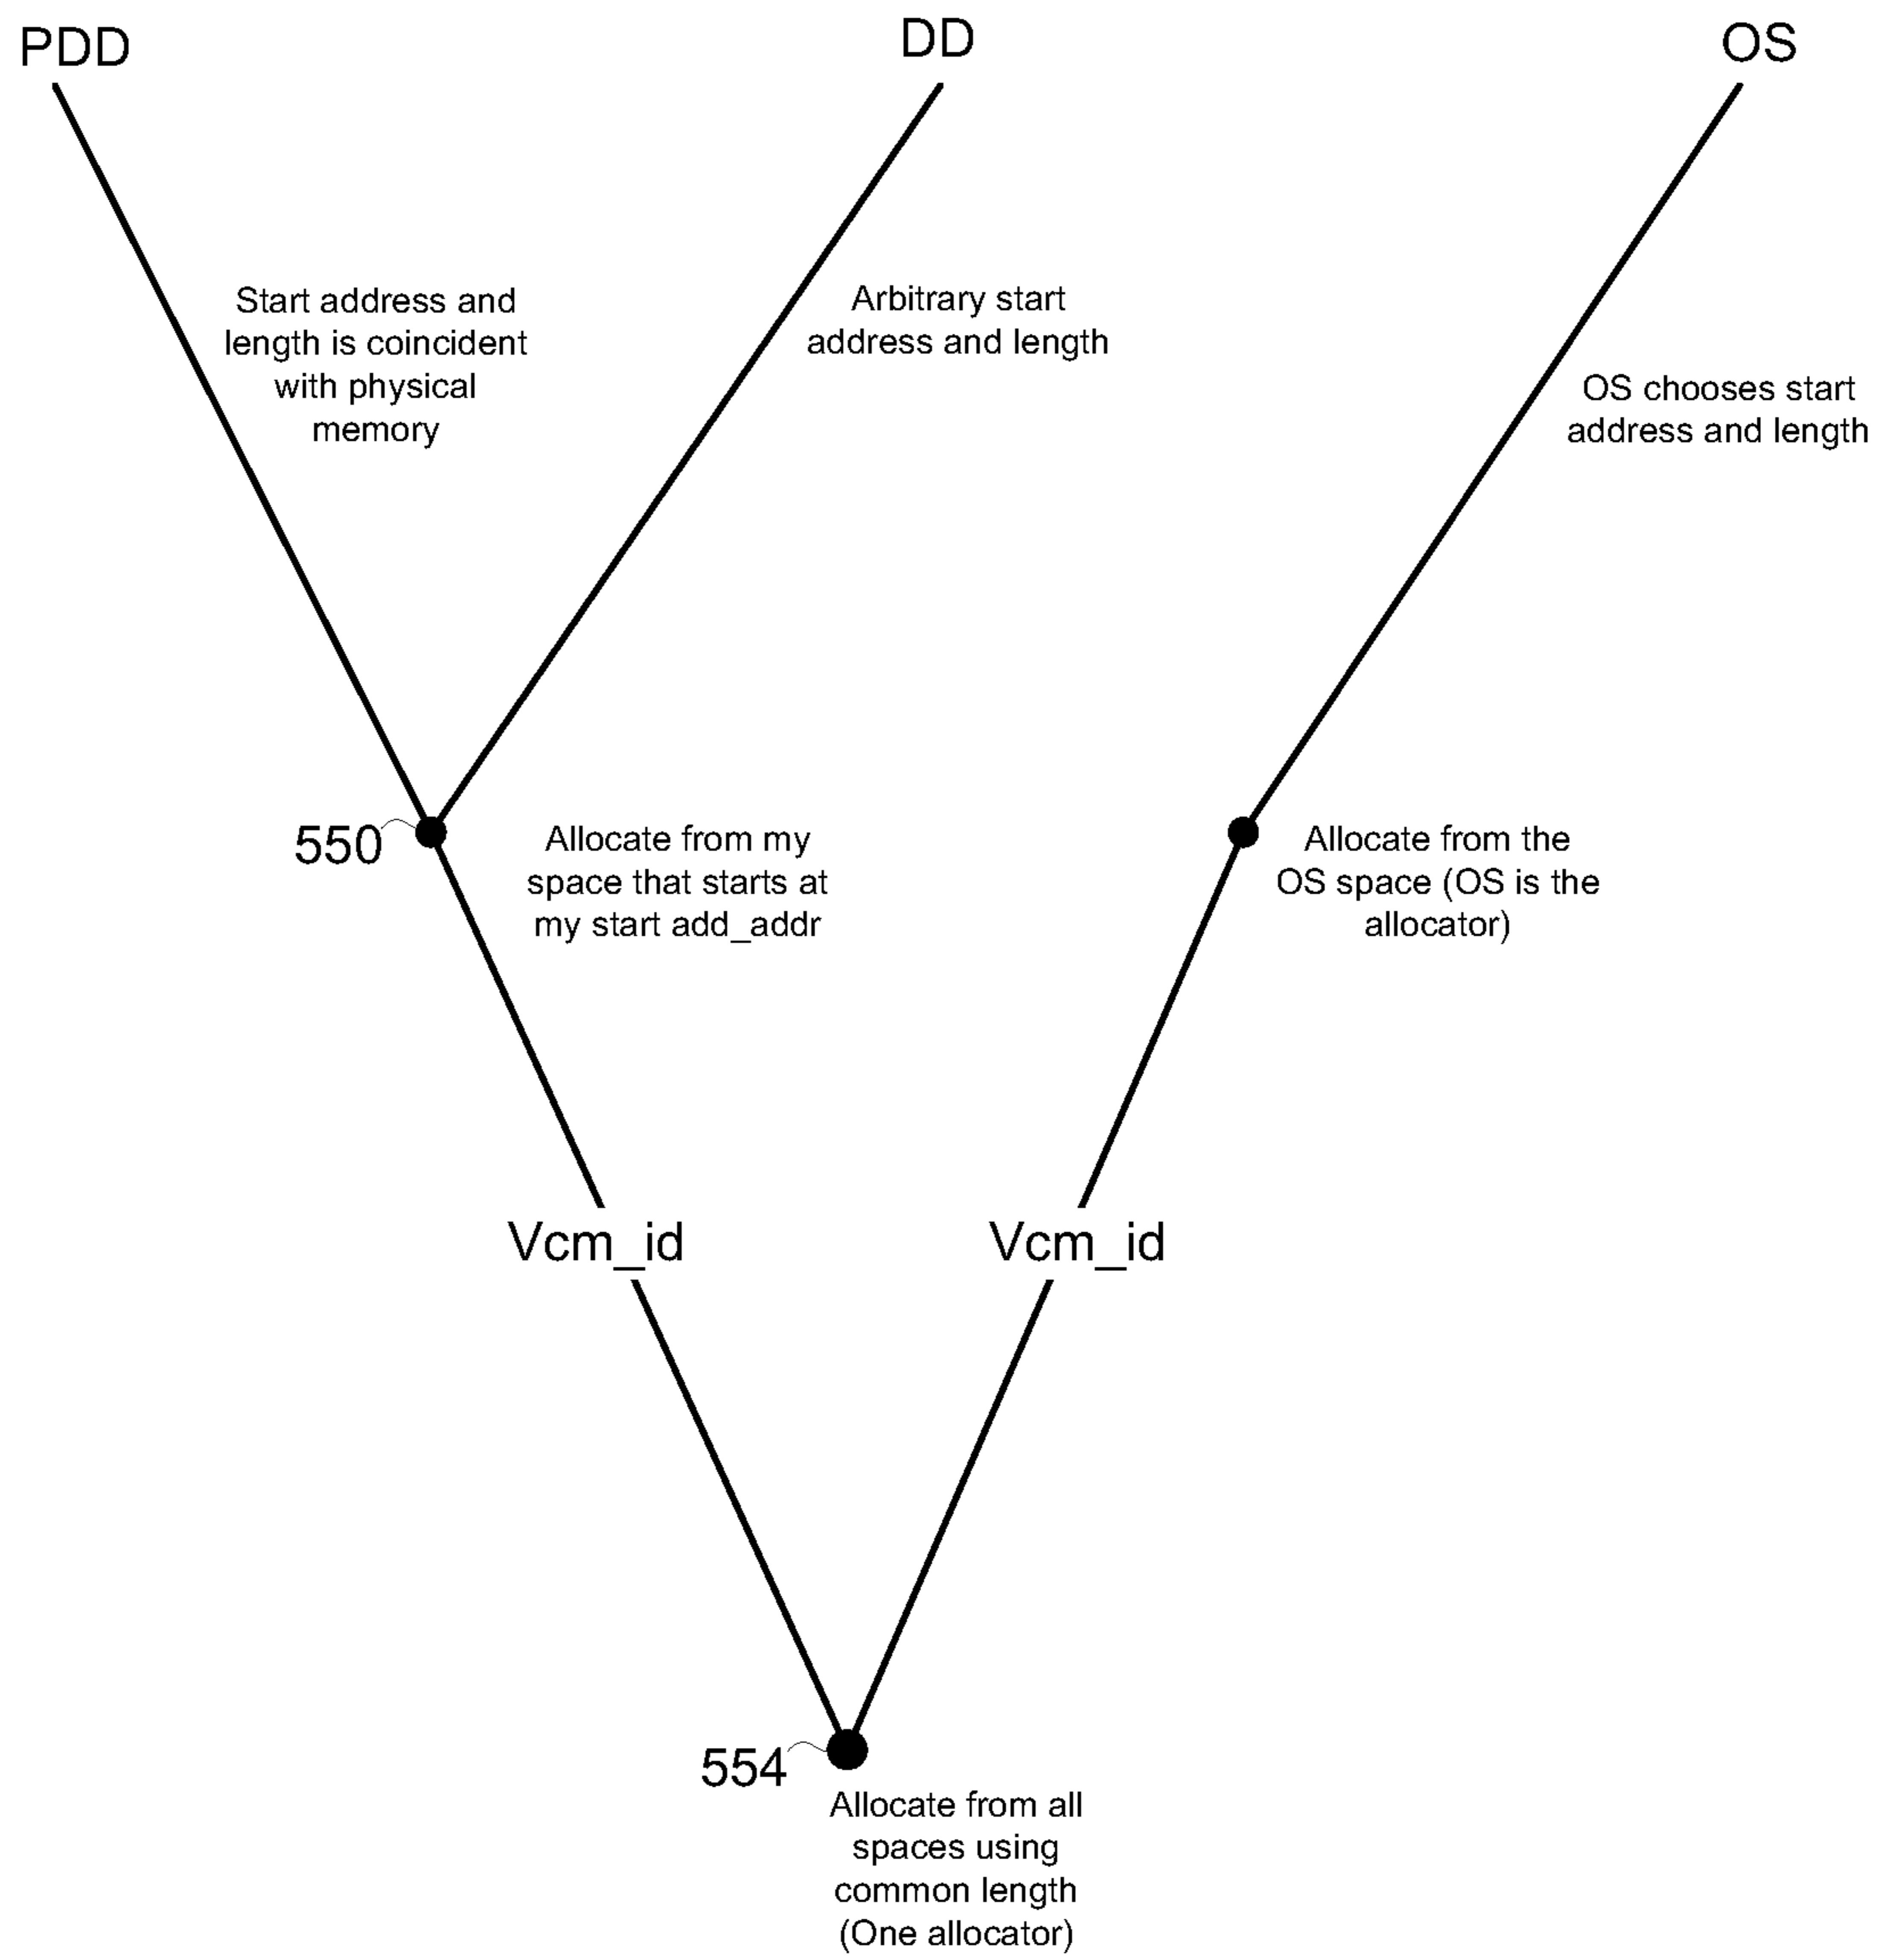 PDD
DD
OS
Start address and
length is coincident
with physical
memory
Arbitrary start
address and length
OS chooses start
address and length
550
Allocate from my
space that starts at
my start add_addr
Allocate from the
OS space (OS is the
allocator)
Vcm_id
Vcm_id
554
Allocate from all
spaces using
common length
(One allocator)